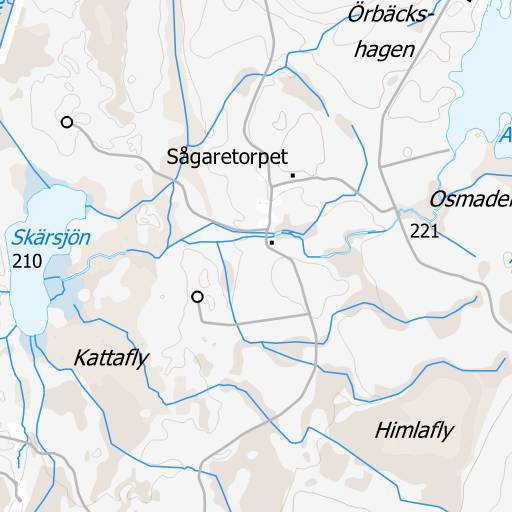 Örbäcks-
hagen
Sågaretorpet
A
Osmaden
221
Skärsjön
210
Kattafly
Himlafly